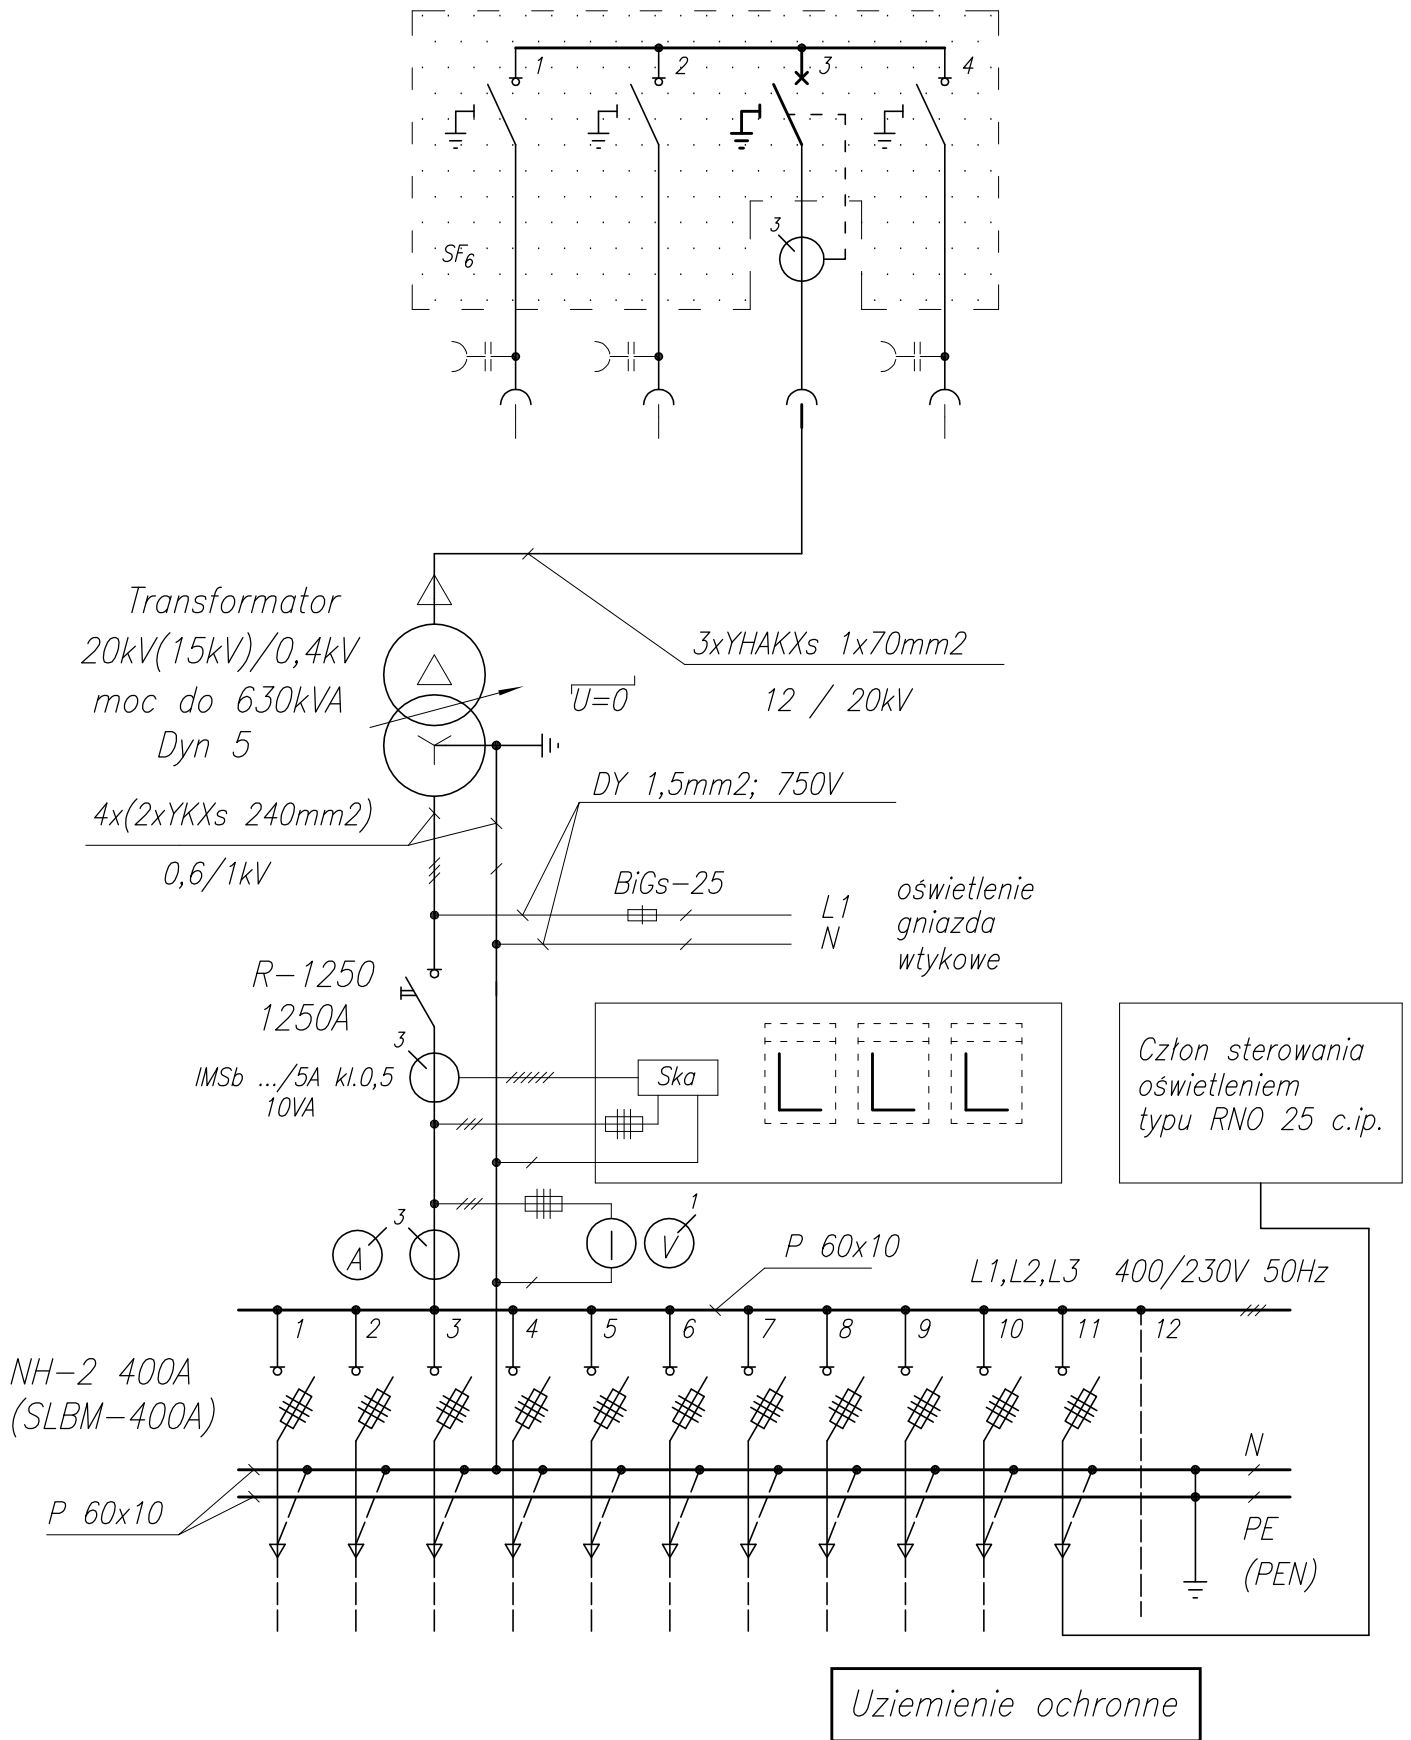 1 2 3 4
3
SF6
Transformator
20kV(15kV)/0,4kV
moc do 630kVA
Dyn 5
U=0
3xYHAKXs 1x70mm2
12 / 20kV
DY 1,5mm2; 750V
4x(2xYKXs 240mm2)
0,6/1kV
BiGs-25
L1
N
oświetlenie
gniazda
wtykowe
R-1250
1250A
3
IMSb .../5A kl.0,5
10VA
Ska
Człon sterowania
oświetleniem
typu RNO 25 c.ip.
A
3
V
1
P 60x10
L1,L2,L3 400/230V 50Hz
1 2 3 4 5 6 7 8 9 10 11 12
NH-2 400A
(SLBM-400A)
N
P 60x10
PE
(PEN)
Uziemienie ochronne